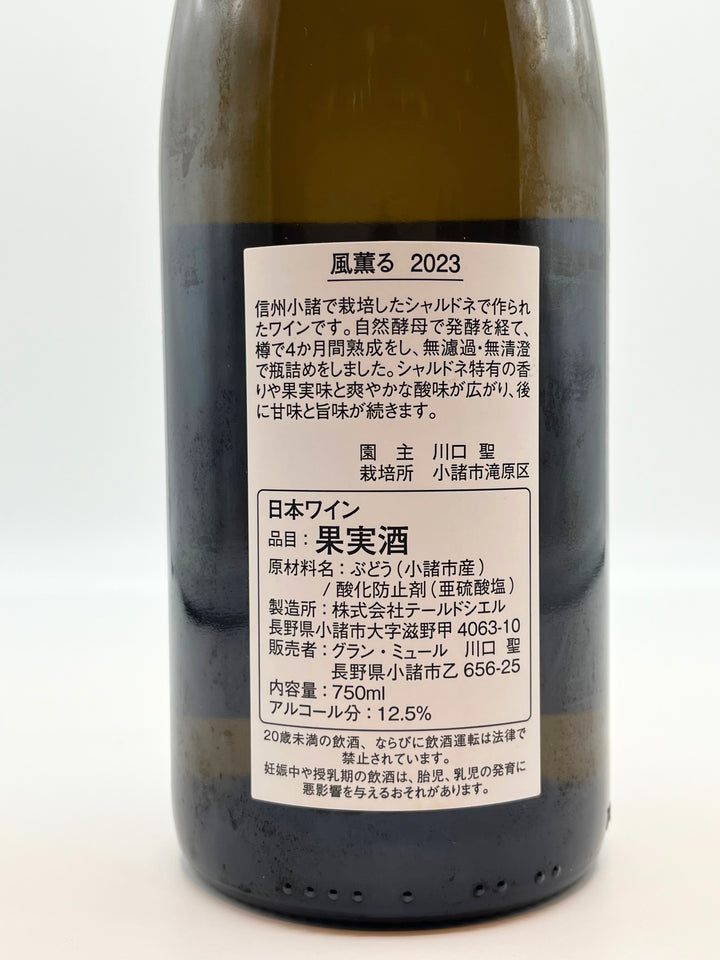 風薫る 2023
信州小諸で栽培したシャルドネで作られ
たワインです。自然酵母で発酵を経て、
樽で4か月間熟成をし、無濾過・無清澄
で瓶詰めをしました。シャルドネ特有の香
りや果実味と爽やかな酸味が広がり、後
に甘味と旨味が続きます。
園 主 川口 聖
栽培所 小諸市滝原区
日本ワイン
品目：果実酒
原材料名：ぶどう（小諸市産）
/ 酸化防止剤（亜硫酸塩）
製造所：株式会社テールドシエル
長野県小諸市大字滋野甲 4063-10
販売者：グラン・ミュール 川口 聖
長野県小諸市乙 656-25
内容量：750ml
アルコール分：12.5%
20歳未満の飲酒、ならびに飲酒運転は法律で
禁止されています。
妊娠中や授乳期の飲酒は、胎児、乳児の発育に
悪影響を与えるおそれがあります。